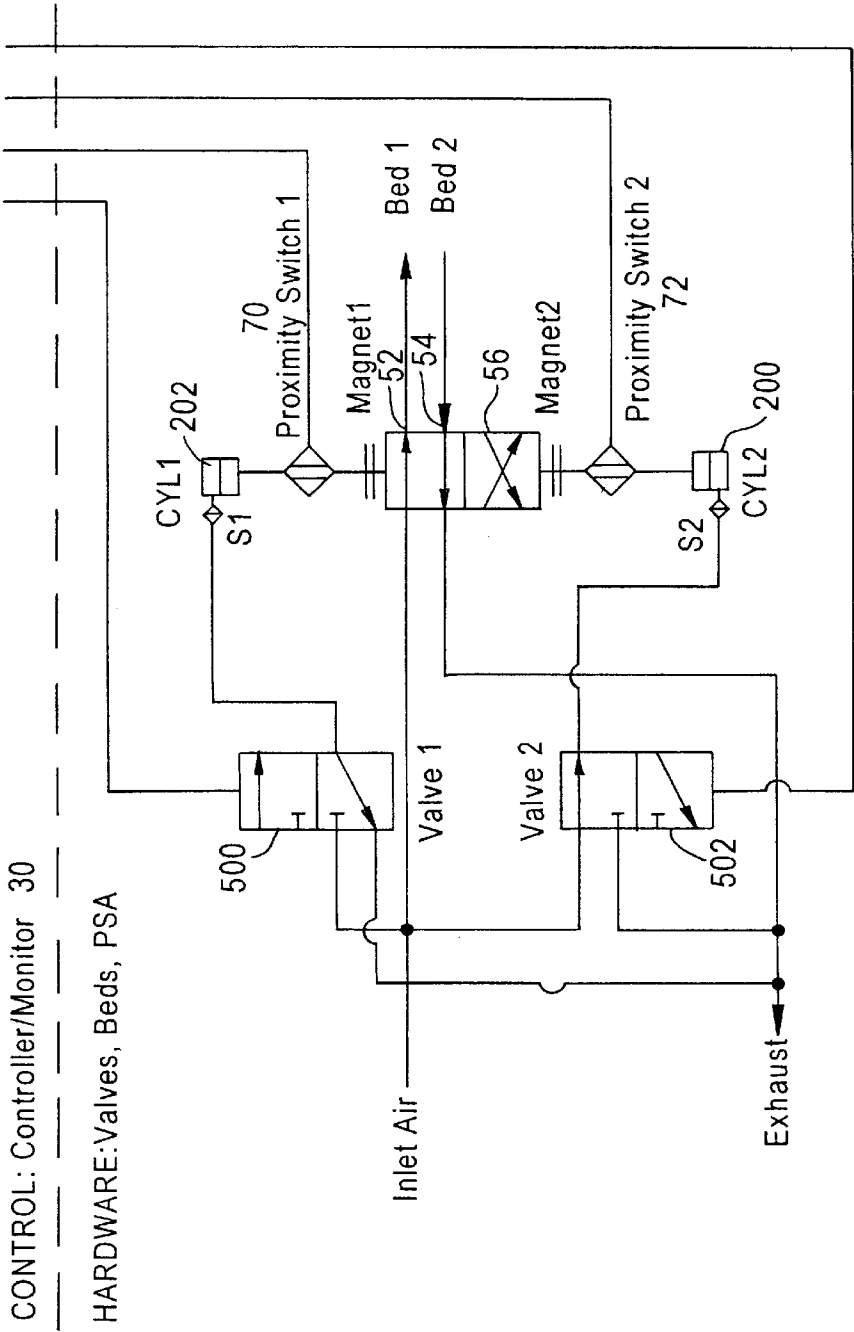 CONTROL: Controller/Monitor 30
HARDWARE:Valves, Beds, PSA
CYL1
202
S1
70
Proximity Switch 1
Magnet1
52
54
56
Bed 1
Bed 2
Magnet2
Proximity Switch 2
72
200
S2
CYL2
500
Valve 1
Valve 2
502
Inlet Air
Exhaust